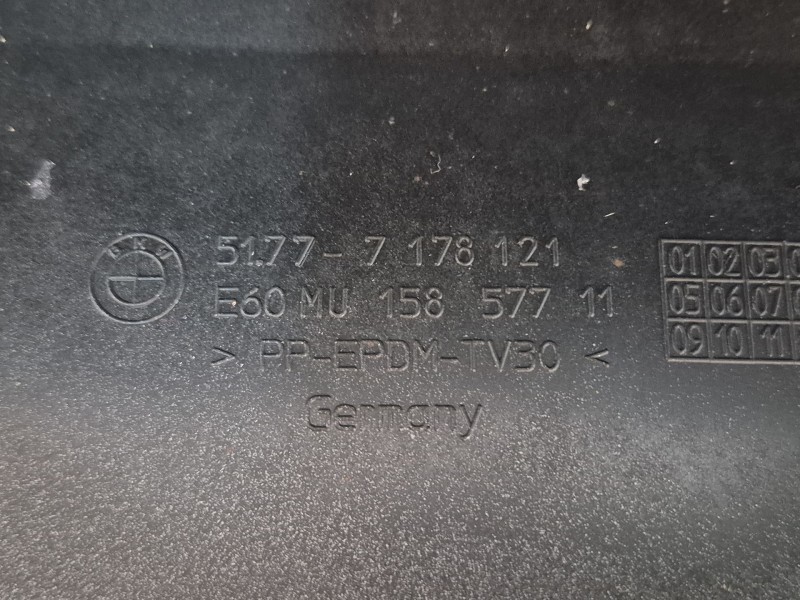 BMW
51.77- 7 178 121
E60 MU 158 577 11
> PP-EPDM-TV30 <
Germany
01 02 03
05 06 07
09 10 11